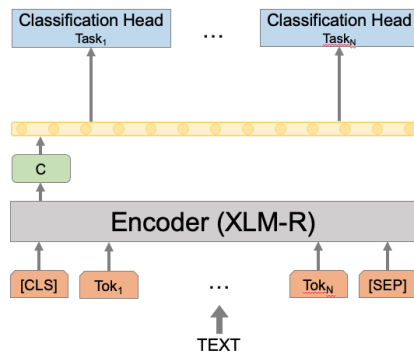 Classification Head
Task1
...
Classification Head
TaskN
C
Encoder (XLM-R)
[CLS]
Tok1
...
TokN
[SEP]
TEXT